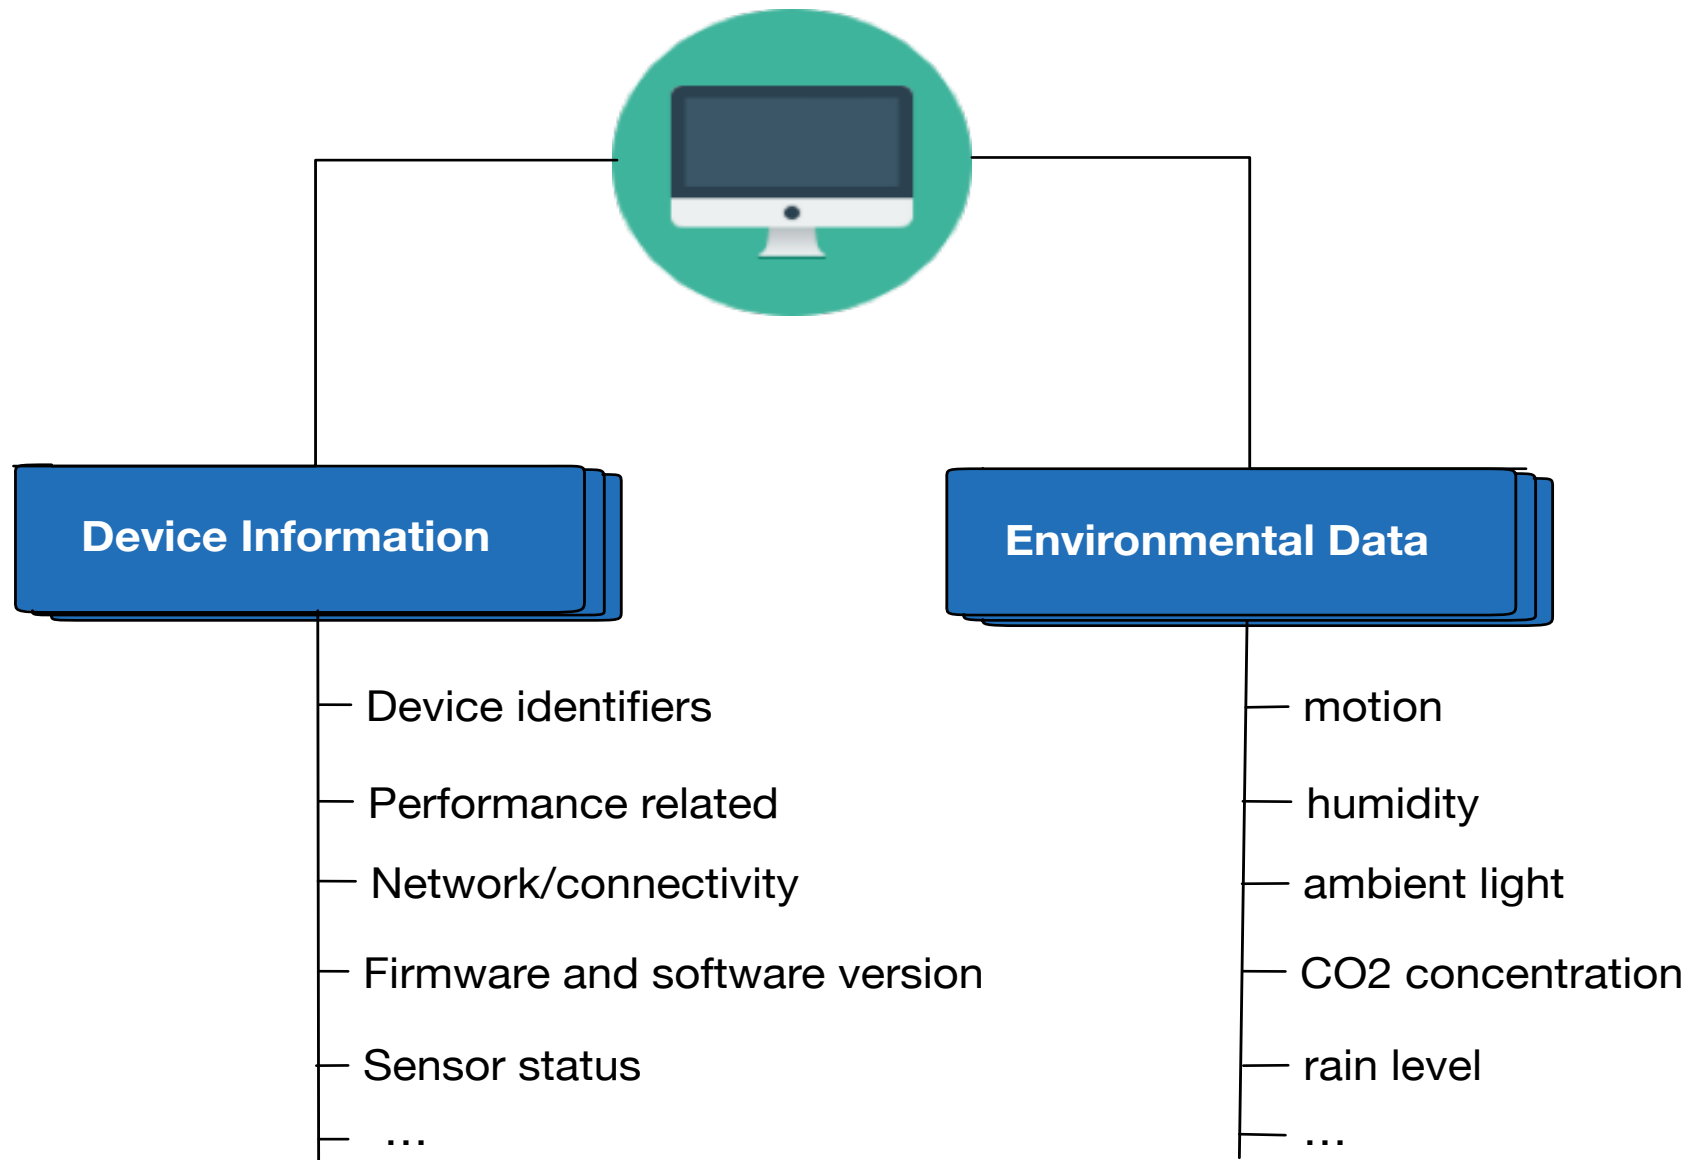 Device Information
Device identifiers
Performance related
Network/connectivity
Firmware and software version
Sensor status
...
Environmental Data
motion
humidity
ambient light
CO2 concentration
rain level
...